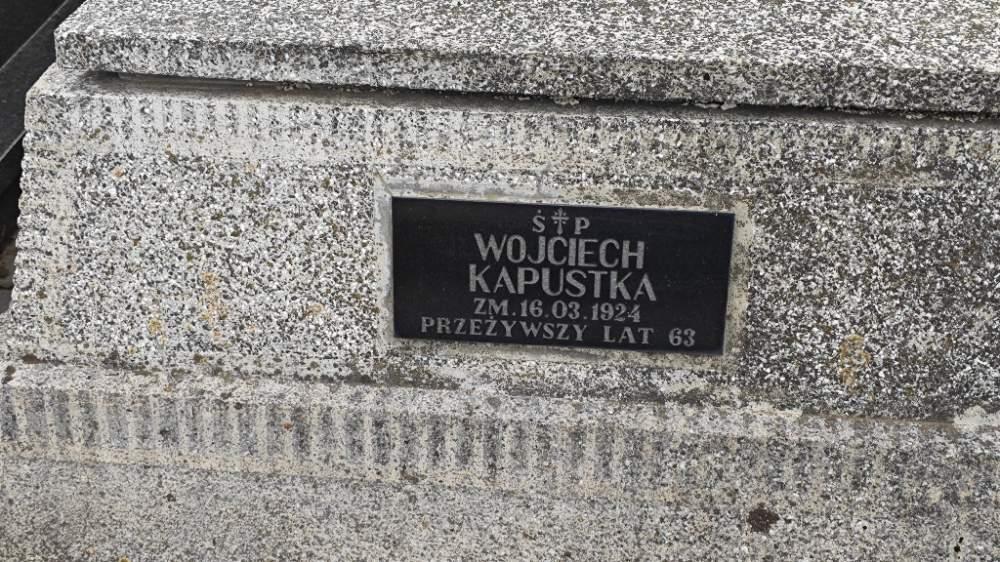 Ś✝P
WOJCIECH
KAPUSTKA
ZM. 16.03.1924
PRZEŻYWSZY LAT 63